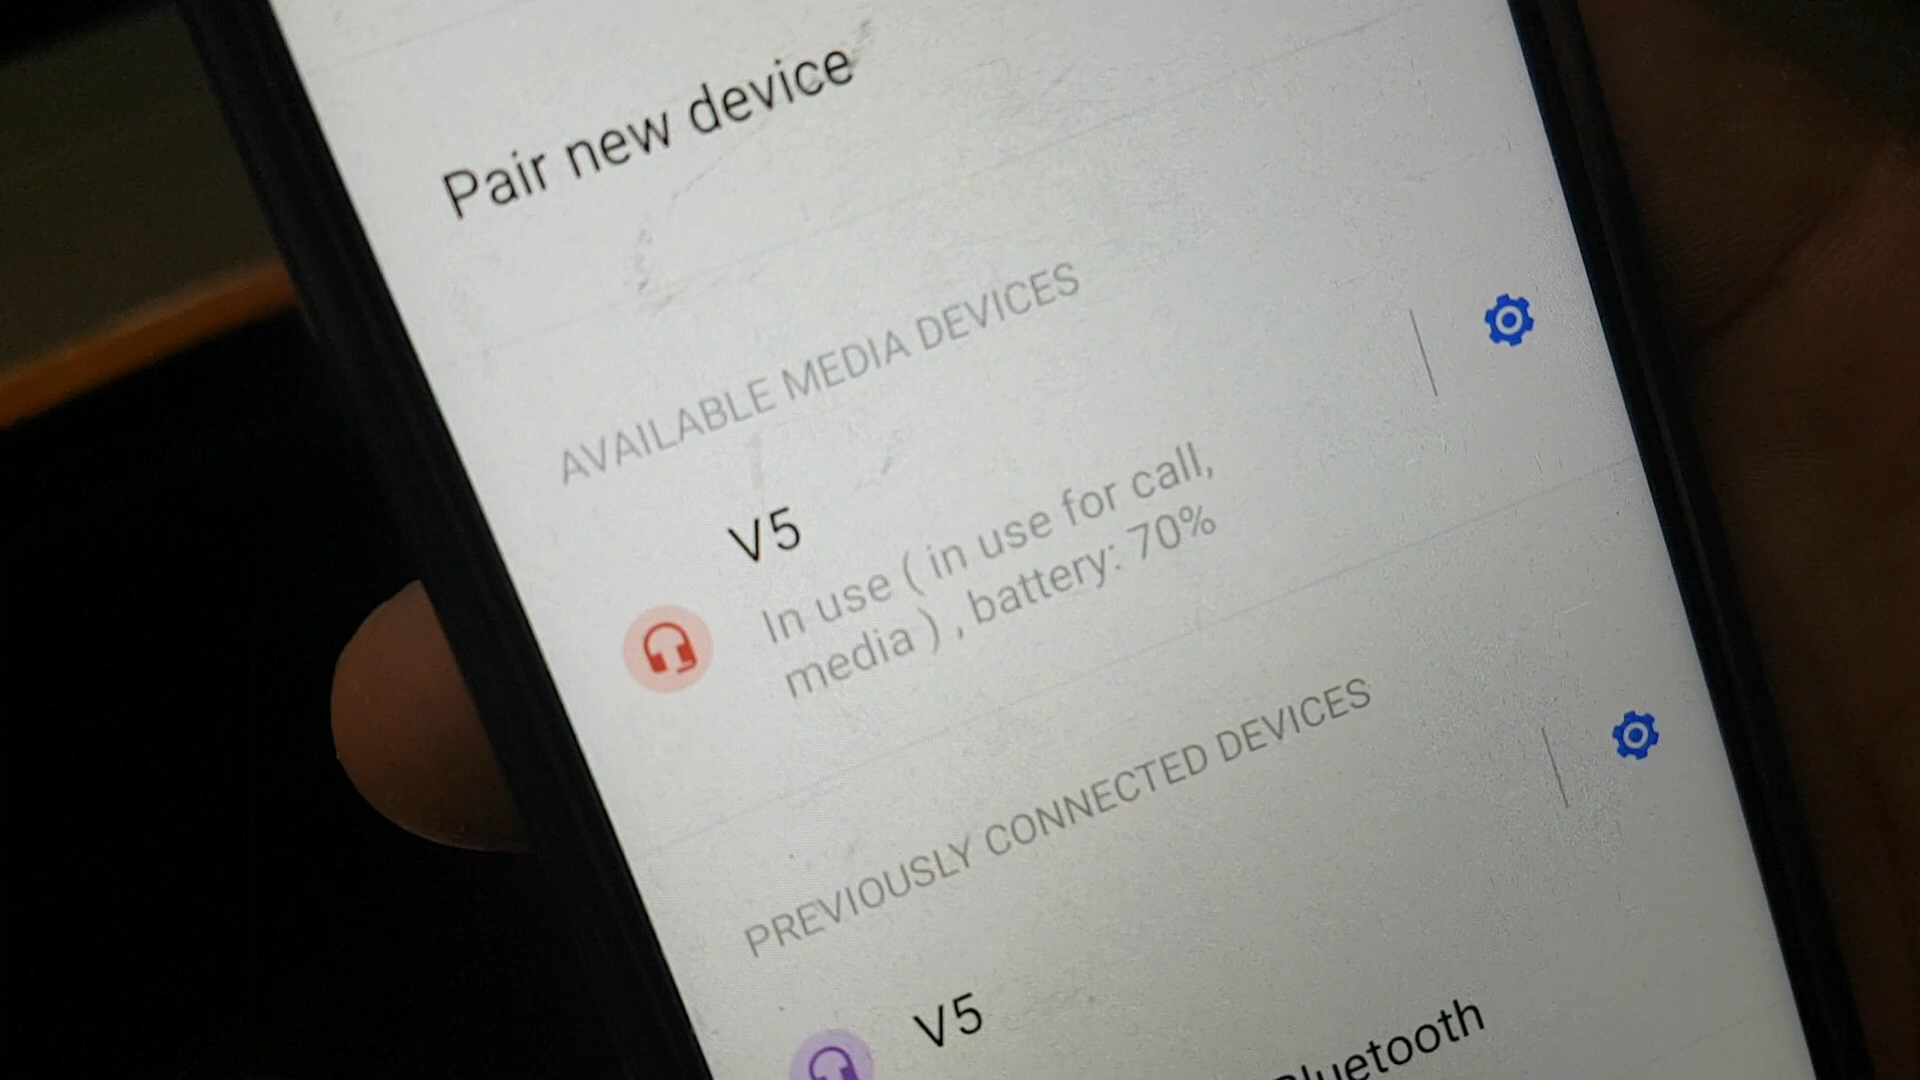 Pair new device
AVAILABLE MEDIA DEVICES
V5
In use ( in use for call,
media ) , battery: 70%
PREVIOUSLY CONNECTED DEVICES
V5
Bluetooth